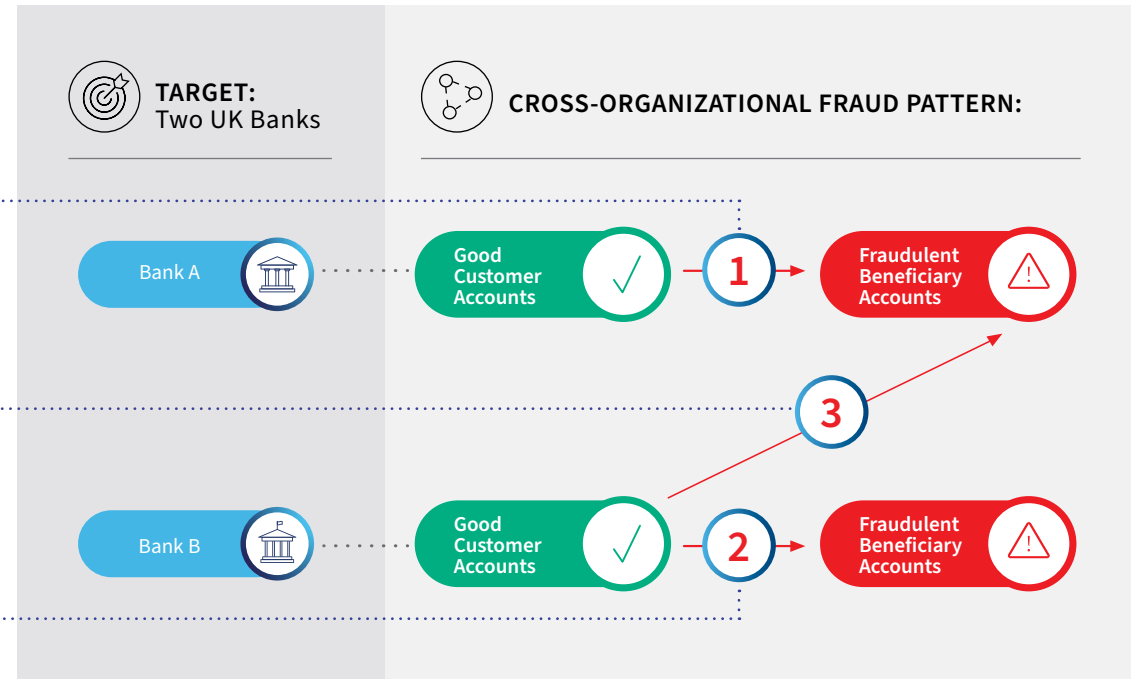 TARGET:
Two UK Banks
CROSS-ORGANIZATIONAL FRAUD PATTERN:
Bank A
Good
Customer
Accounts
1
Fraudulent
Beneficiary
Accounts
!
3
Bank B
Good
Customer
Accounts
2
Fraudulent
Beneficiary
Accounts
!